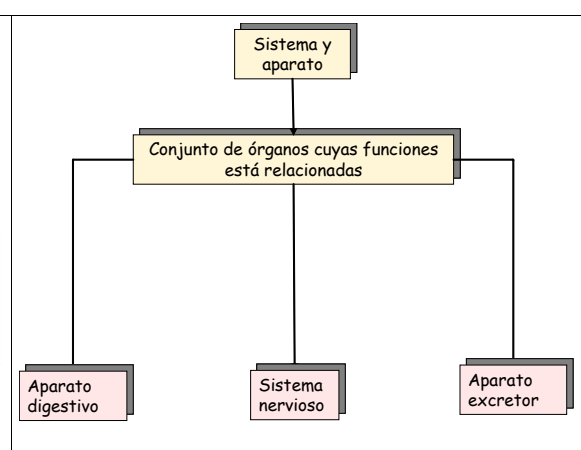 Sistema y
aparato
Conjunto de órganos cuyas funciones
está relacionadas
Aparato
digestivo
Sistema
nervioso
Aparato
excretor